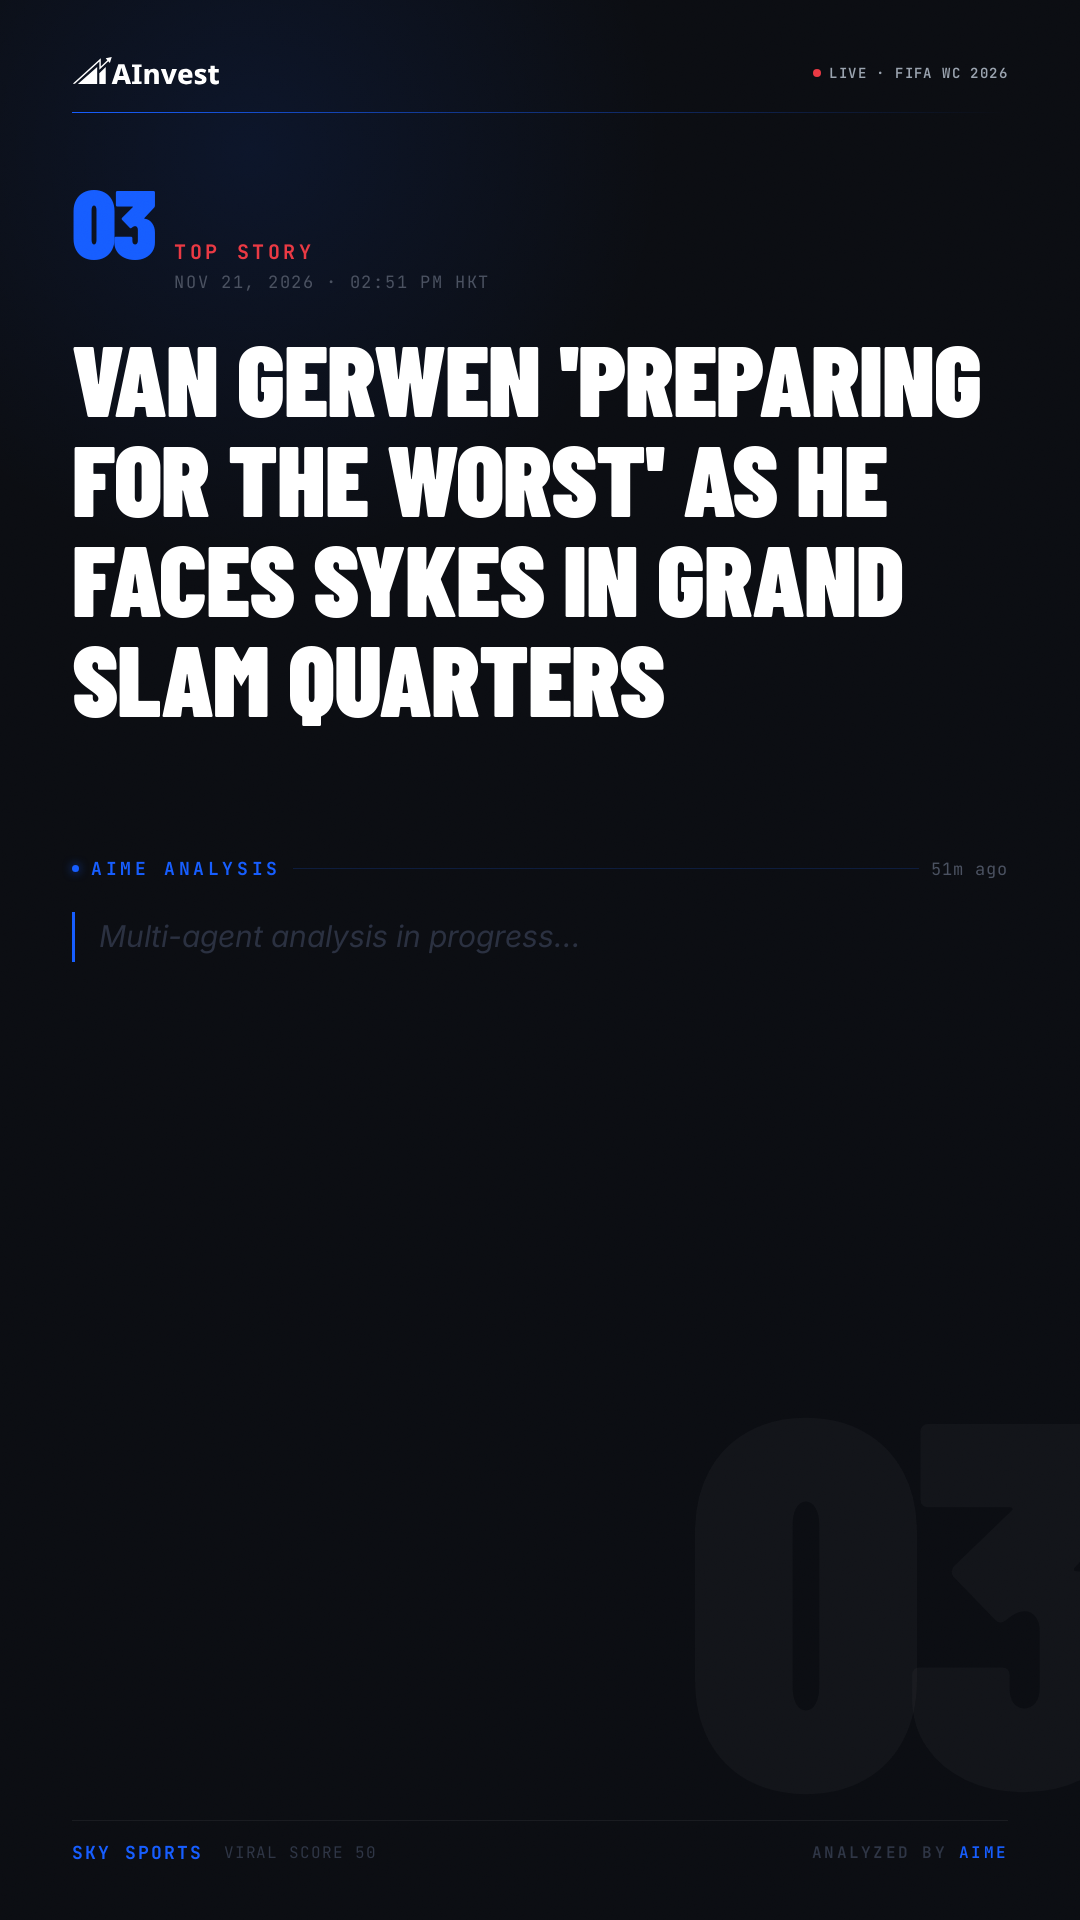 AInvest
LIVE · FIFA WC 2026
03
TOP STORY
NOV 21, 2026 · 02:51 PM HKT
VAN GERWEN 'PREPARING
FOR THE WORST' AS HE
FACES SYKES IN GRAND
SLAM QUARTERS
AIME ANALYSIS
51m ago
Multi-agent analysis in progress...
03
SKY SPORTS VIRAL SCORE 50
ANALYZED BY AIME